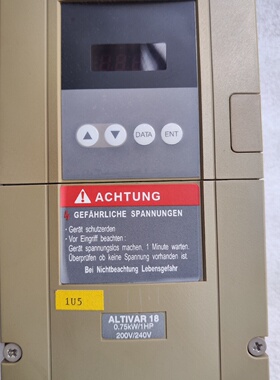 DATA
ENT
ACHTUNG
GEFÄHRLICHE SPANNUNGEN
- Gerät schutzerden
- Vor Eingriff beachten:
Gerät spannungslos machen, 1 Minute warten.
Überprüfen ob keine Spannung vorhanden ist.
Bei Nichtbeachtung Lebensgefahr
1U5
ALTIVAR 18
0.75kW/1HP
200V/240V